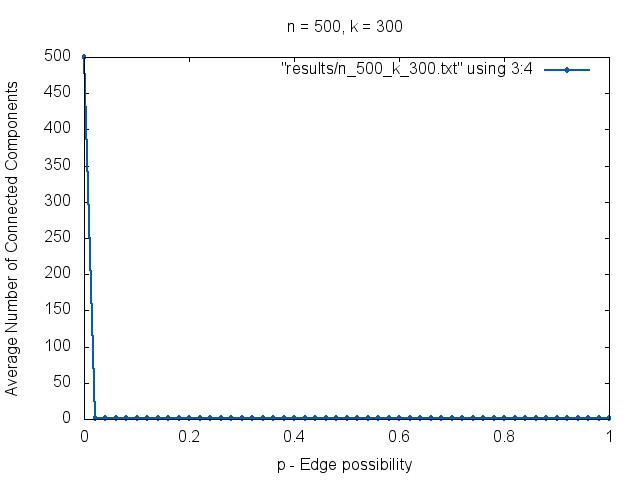 n = 500, k = 300
"results/n_500_k_300.txt" using 3:4
Average Number of Connected Components
500
450
400
350
300
250
200
150
100
50
0
0 0.2 0.4 0.6 0.8 1
p - Edge possibility